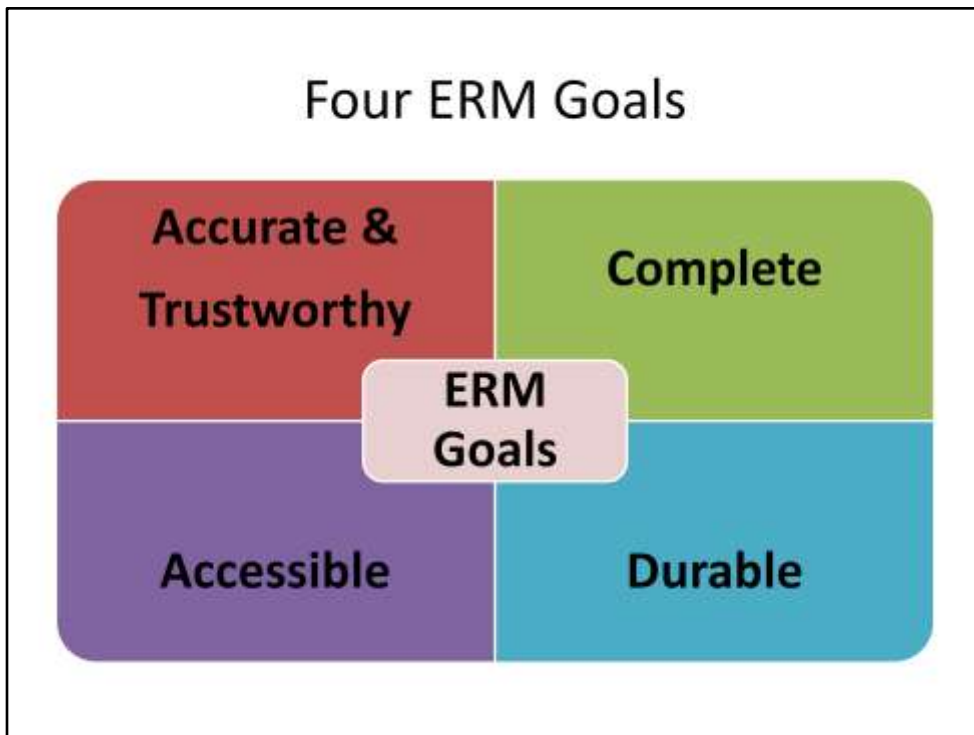 Four ERM Goals
Accurate &
Trustworthy
Complete
ERM
Goals
Accessible
Durable